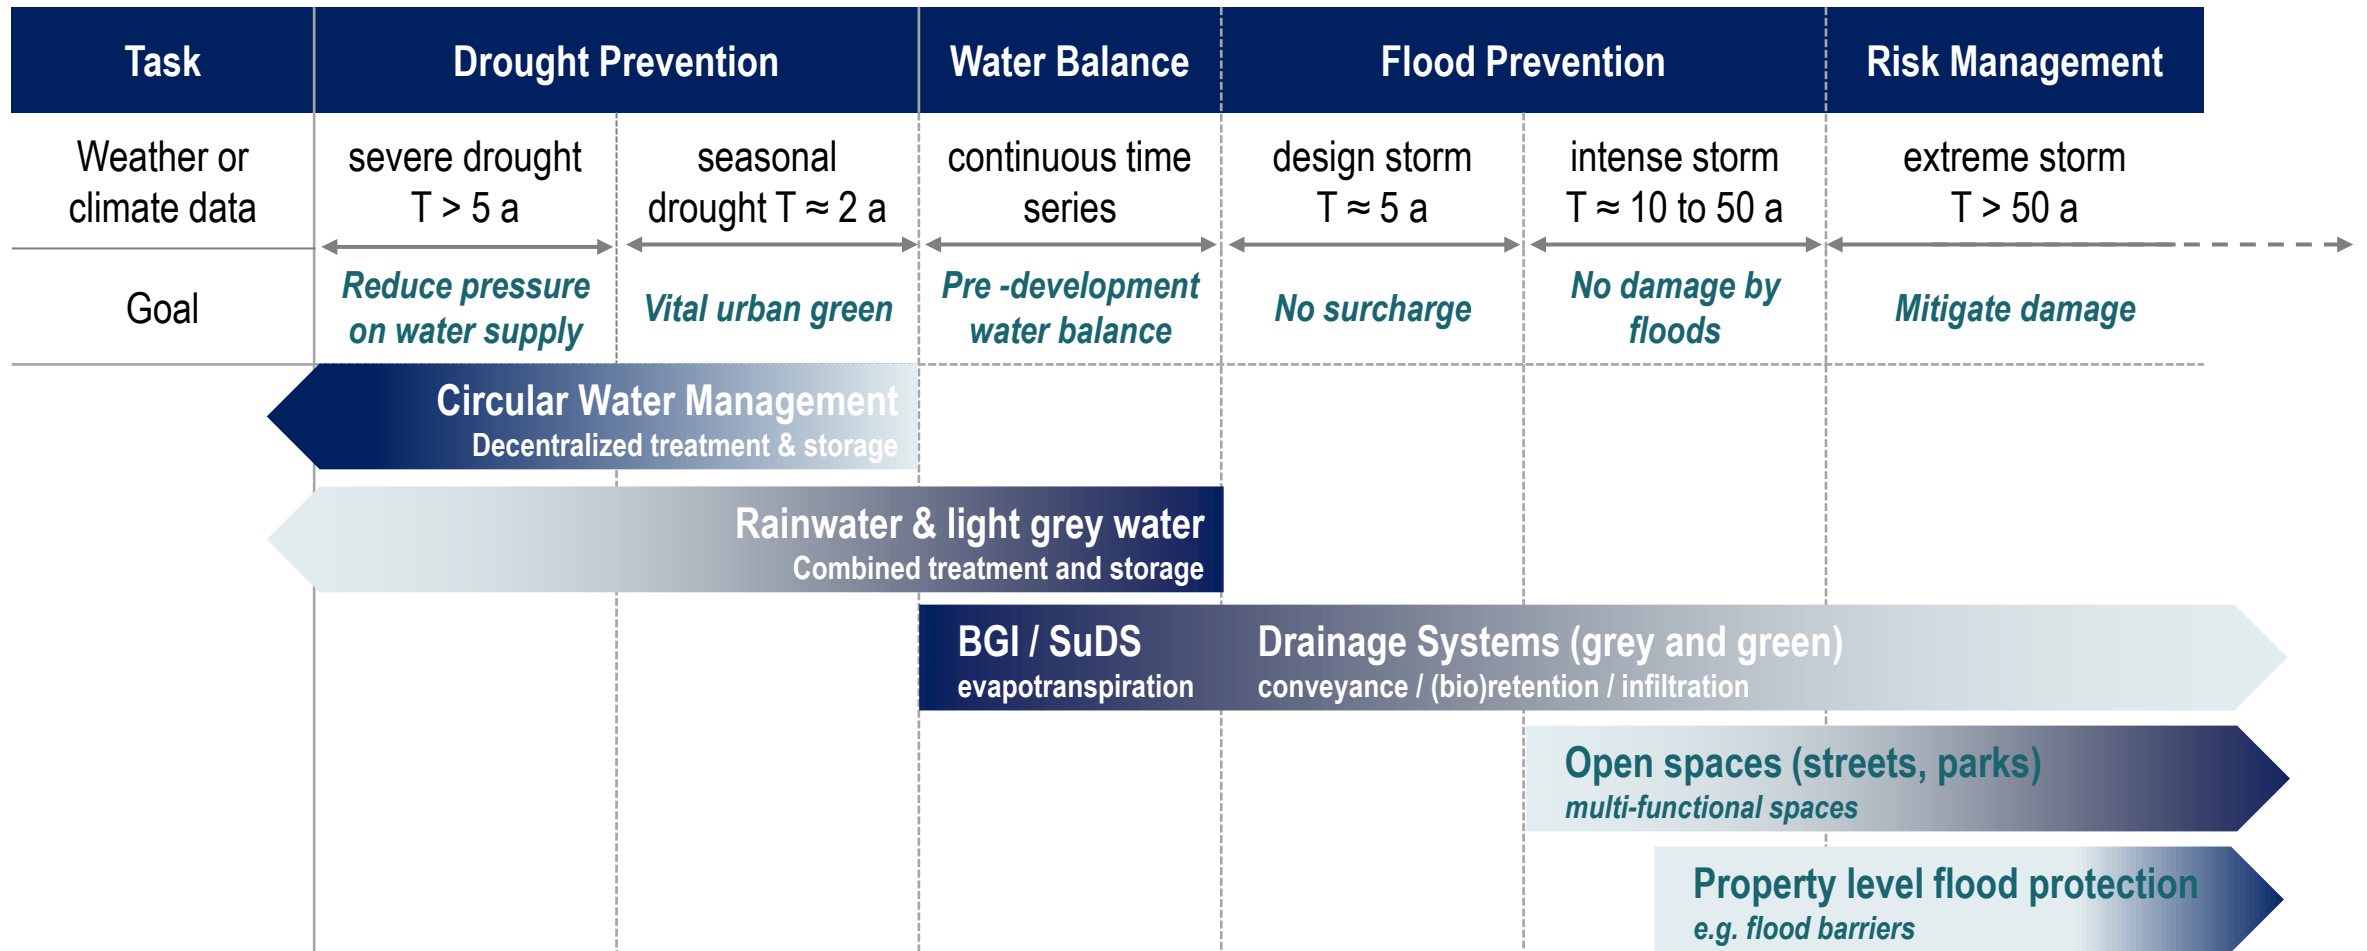 Task
Drought Prevention
Water Balance
Flood Prevention
Risk Management
Weather or
climate data
severe drought
T > 5 a
seasonal
drought T ≈ 2 a
continuous time
series
design storm
T ≈ 5 a
intense storm
T ≈ 10 to 50 a
extreme storm
T > 50 a
Goal
Reduce pressure
on water supply
Vital urban green
Pre -development
water balance
No surcharge
No damage by
floods
Mitigate damage
Circular Water Management
Decentralized treatment & storage
Rainwater & light grey water
Combined treatment and storage
BGI / SuDS
evapotranspiration
Drainage Systems (grey and green)
conveyance / (bio)retention / infiltration
Open spaces (streets, parks)
multi-functional spaces
Property level flood protection
e.g. flood barriers